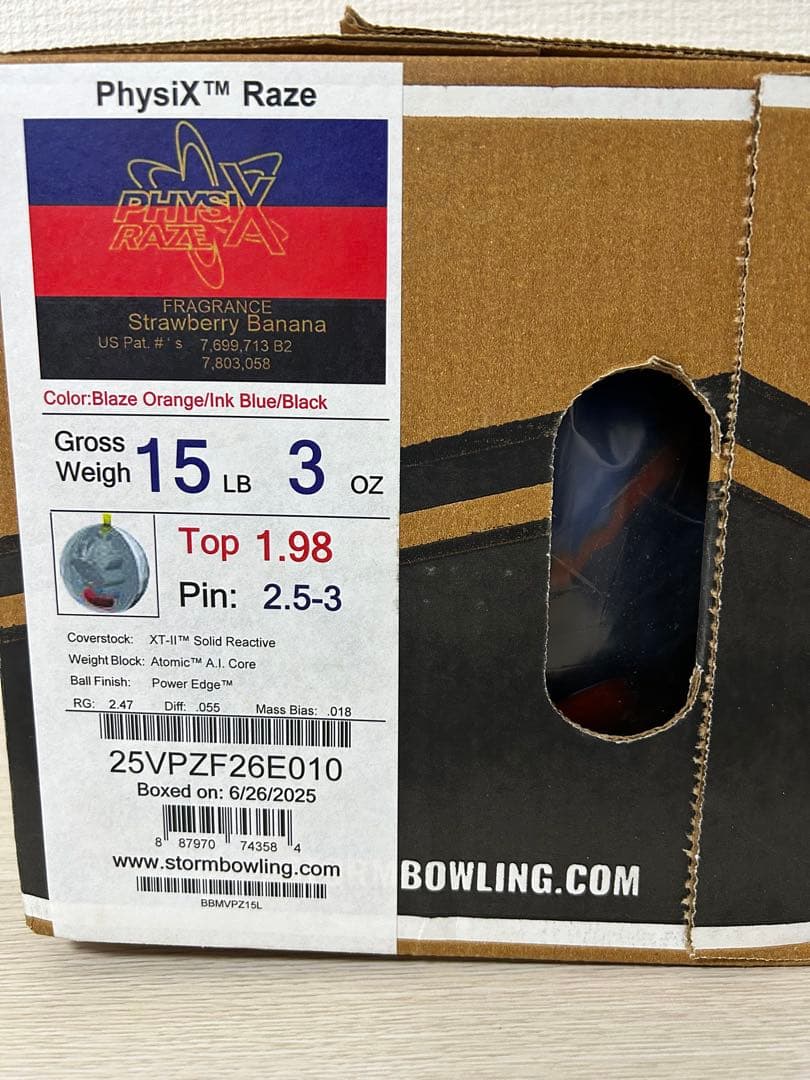 PhysiX™ Raze
PHYSIX
RAZE
FRAGRANCE
Strawberry Banana
US Pat. #'s 7,699,713 B2
7,803,058
Color:Blaze Orange/Ink Blue/Black
Gross
Weigh 15 LB 3 OZ
Top 1.98
Pin: 2.5-3
Coverstock: XT-II™ Solid Reactive
Weight Block: Atomic™ A.I. Core
Ball Finish: Power Edge™
RG: 2.47 Diff: .055 Mass Bias: .018
25VPZF26E010
Boxed on: 6/26/2025
8 87970 74358 4
www.stormbowling.com
BBMVPZ15L
RMBOWLING.COM